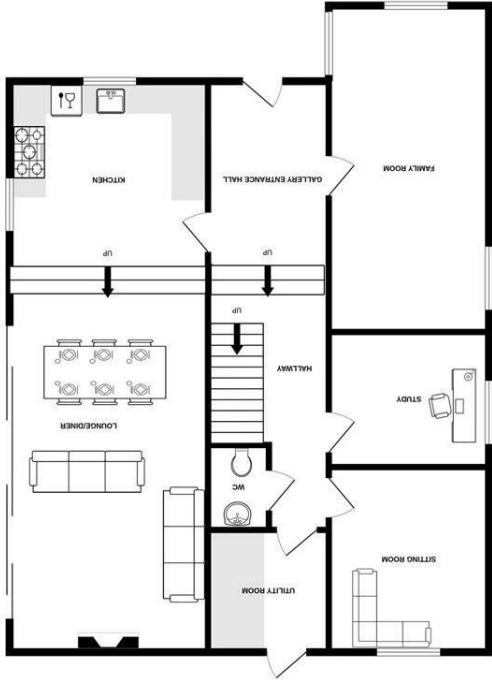 FAMILY ROOM
GALLERY ENTRANCE HALL
KITCHEN
UP
UP
UP
HALLWAY
STUDY
LOUNGE/DINER
WC
SITTING ROOM
UTILITY ROOM